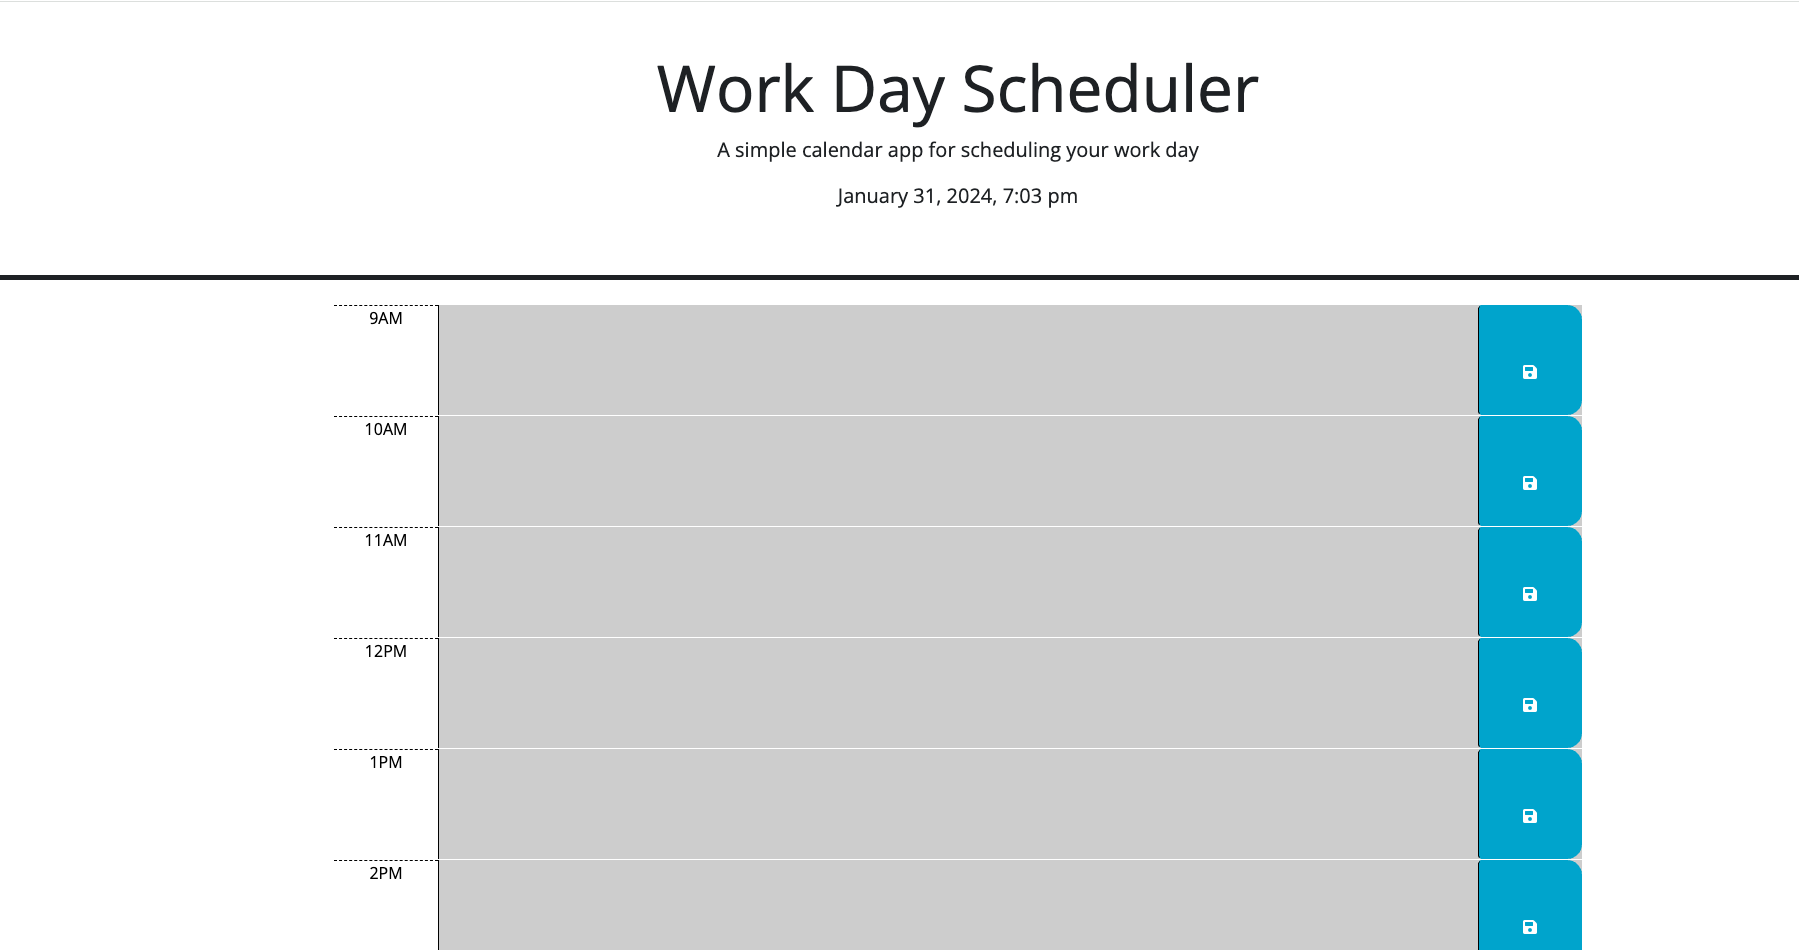 Work Day Scheduler
A simple calendar app for scheduling your work day
January 31, 2024, 7:03 pm
9AM
10AM
11AM
12PM
1PM
2PM